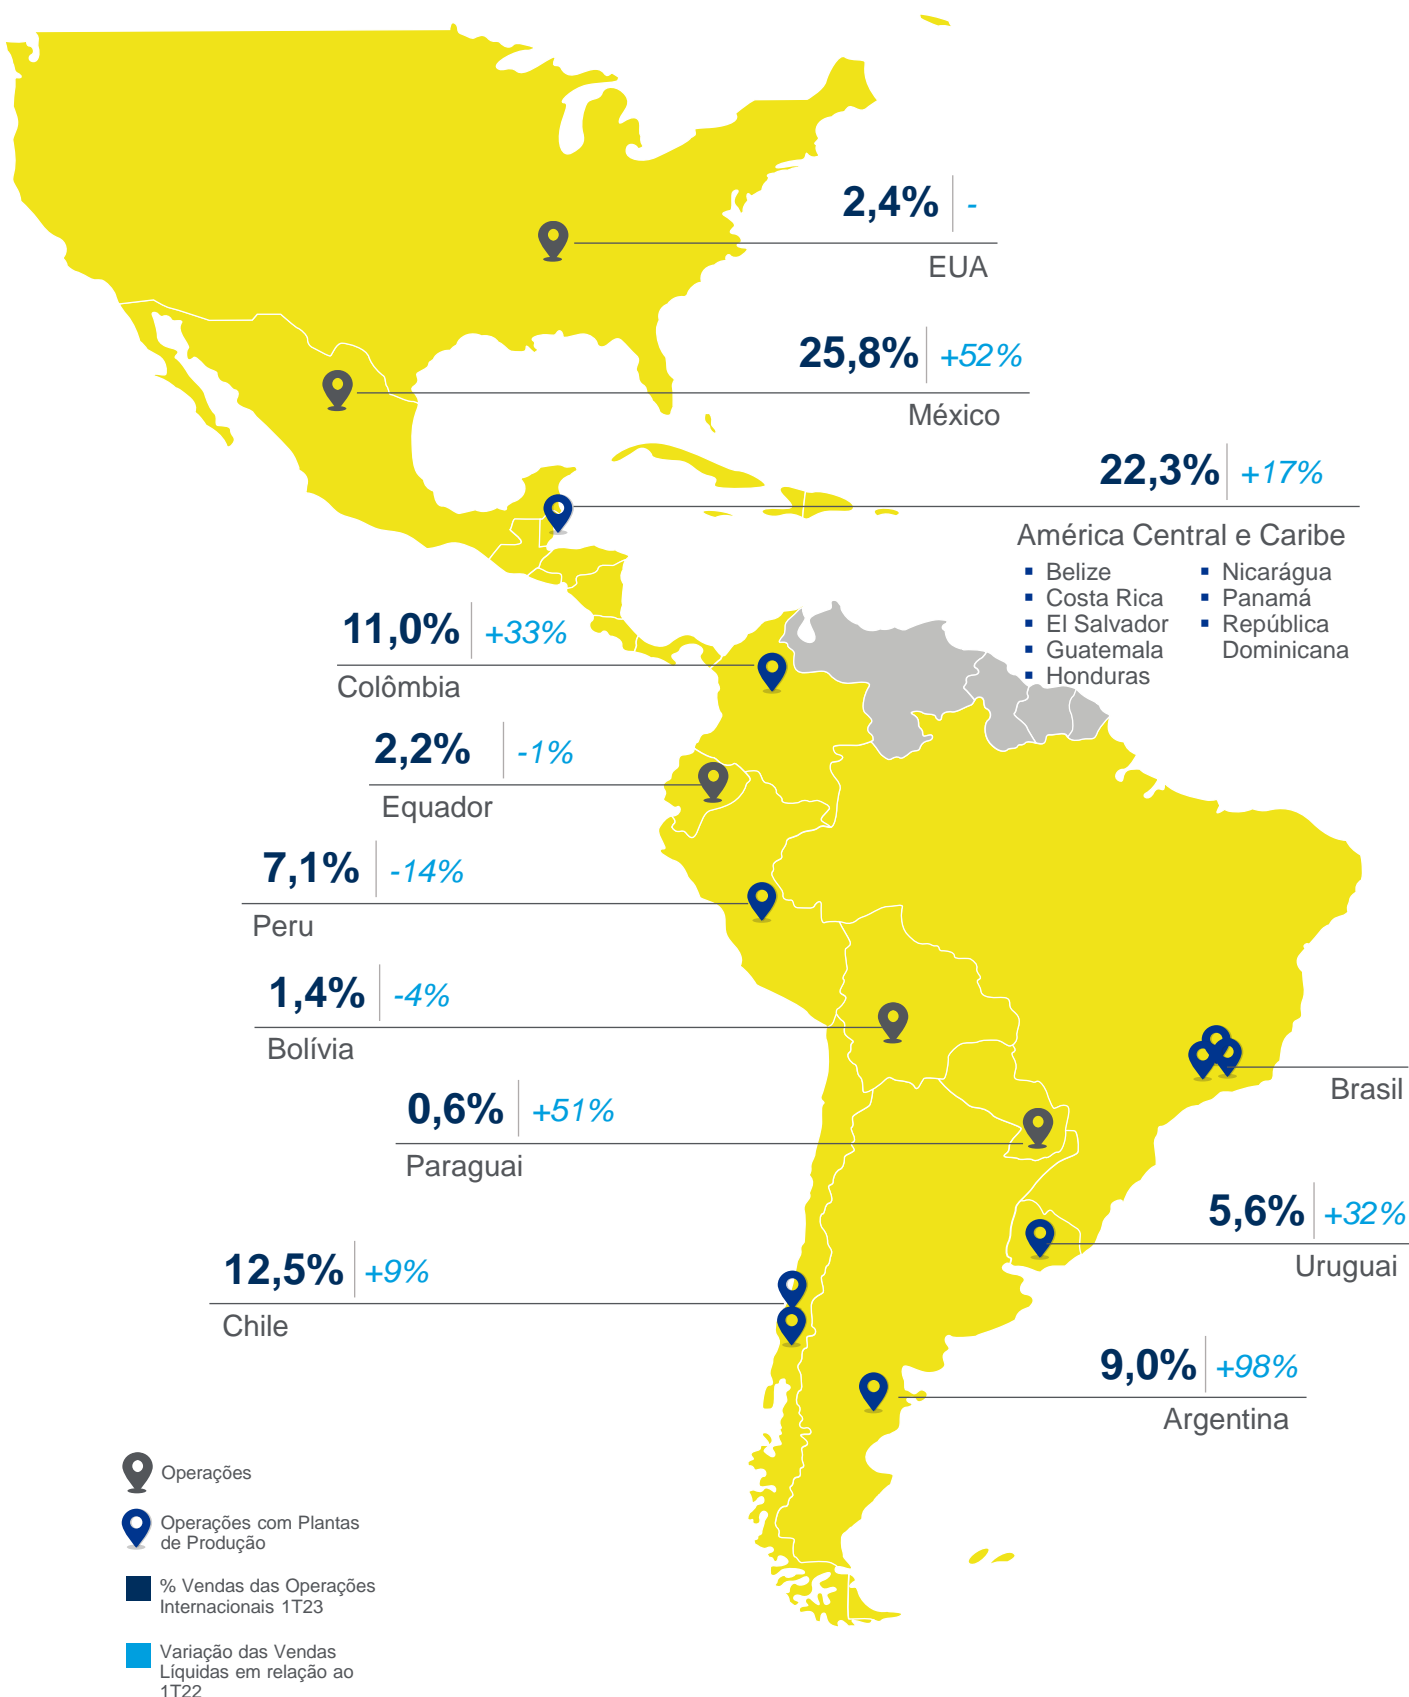 2,4% -
EUA
25,8% +52%
México
22,3% +17%
América Central e Caribe
▪ Belize
▪ Costa Rica
▪ El Salvador
▪ Guatemala
▪ Honduras
▪ Nicarágua
▪ Panamá
▪ República
Dominicana
11,0% +33%
Colômbia
2,2% -1%
Equador
7,1% -14%
Peru
1,4% -4%
Bolívia
Brasil
0,6% +51%
Paraguai
5,6% +32%
Uruguai
12,5% +9%
Chile
9,0% +98%
Argentina
Operações
Operações com Plantas
de Produção
% Vendas das Operações
Internacionais 1T23
Variação das Vendas
Líquidas em relação ao
1T22